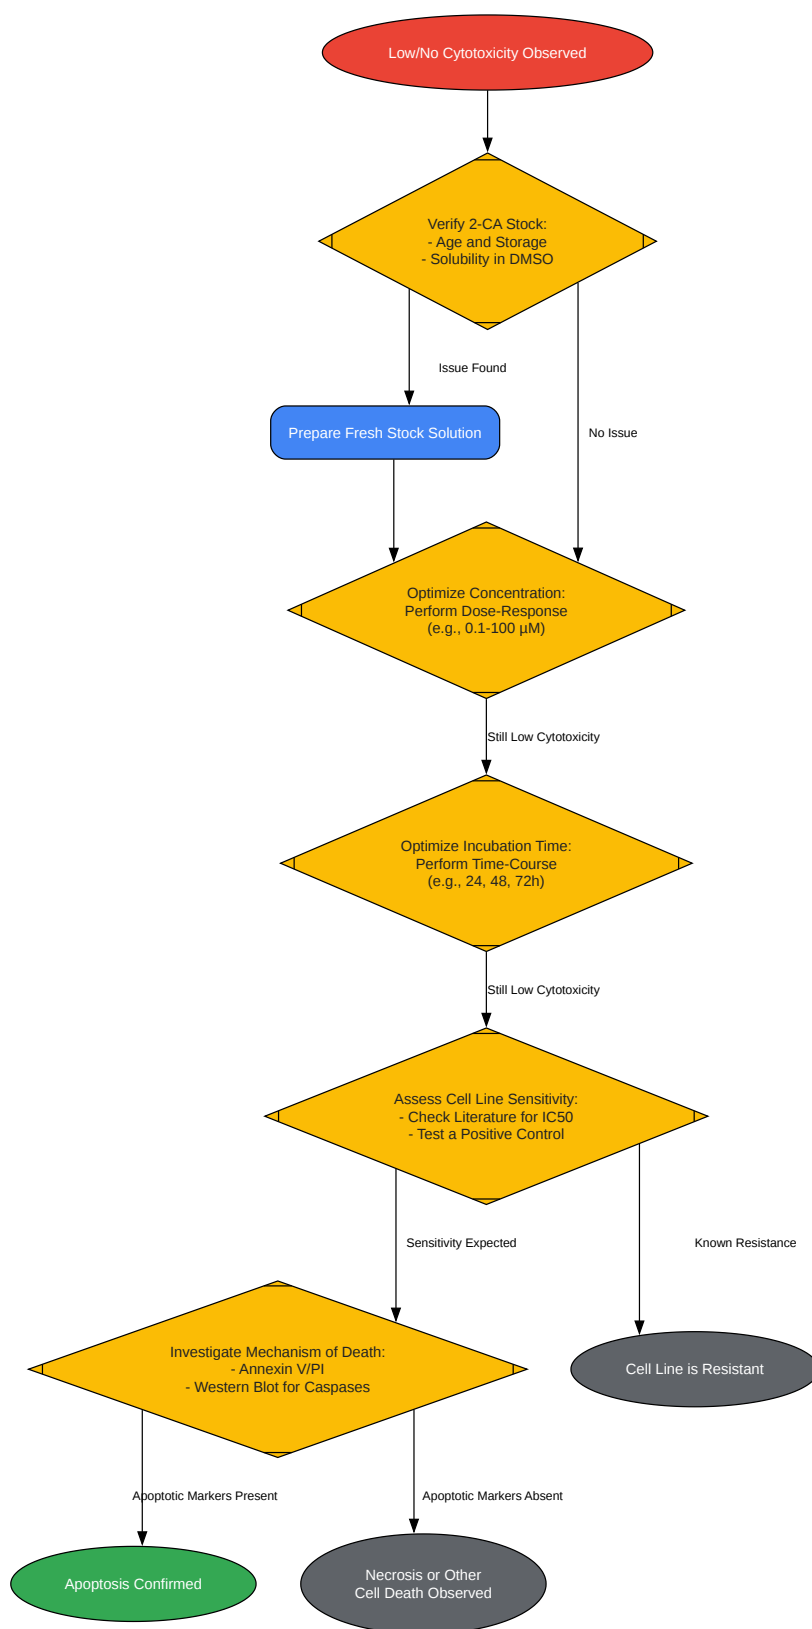 Low/No Cytotoxicity Observed
Verify 2-CA Stock:
- Age and Storage
- Solubility in DMSO
Issue Found
No Issue
Prepare Fresh Stock Solution
Optimize Concentration:
Perform Dose-Response
(e.g., 0.1-100 µM)
Still Low Cytotoxicity
Optimize Incubation Time:
Perform Time-Course
(e.g., 24, 48, 72h)
Still Low Cytotoxicity
Assess Cell Line Sensitivity:
- Check Literature for IC50
- Test a Positive Control
Sensitivity Expected
Known Resistance
Investigate Mechanism of Death:
- Annexin V/PI
- Western Blot for Caspases
Cell Line is Resistant
Apoptotic Markers Present
Apoptotic Markers Absent
Apoptosis Confirmed
Necrosis or Other
Cell Death Observed